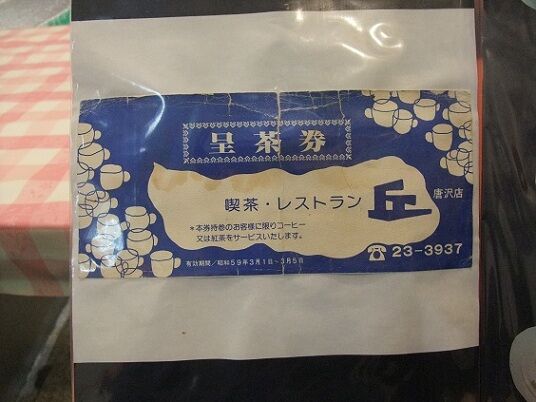 呈茶券
喫茶・レストラン 丘 唐沢店
*本券持参のお客様に限りコーヒー
又は紅茶をサービスいたします。
☎23-3937
有効期間/昭和59年3月1日~3月5日